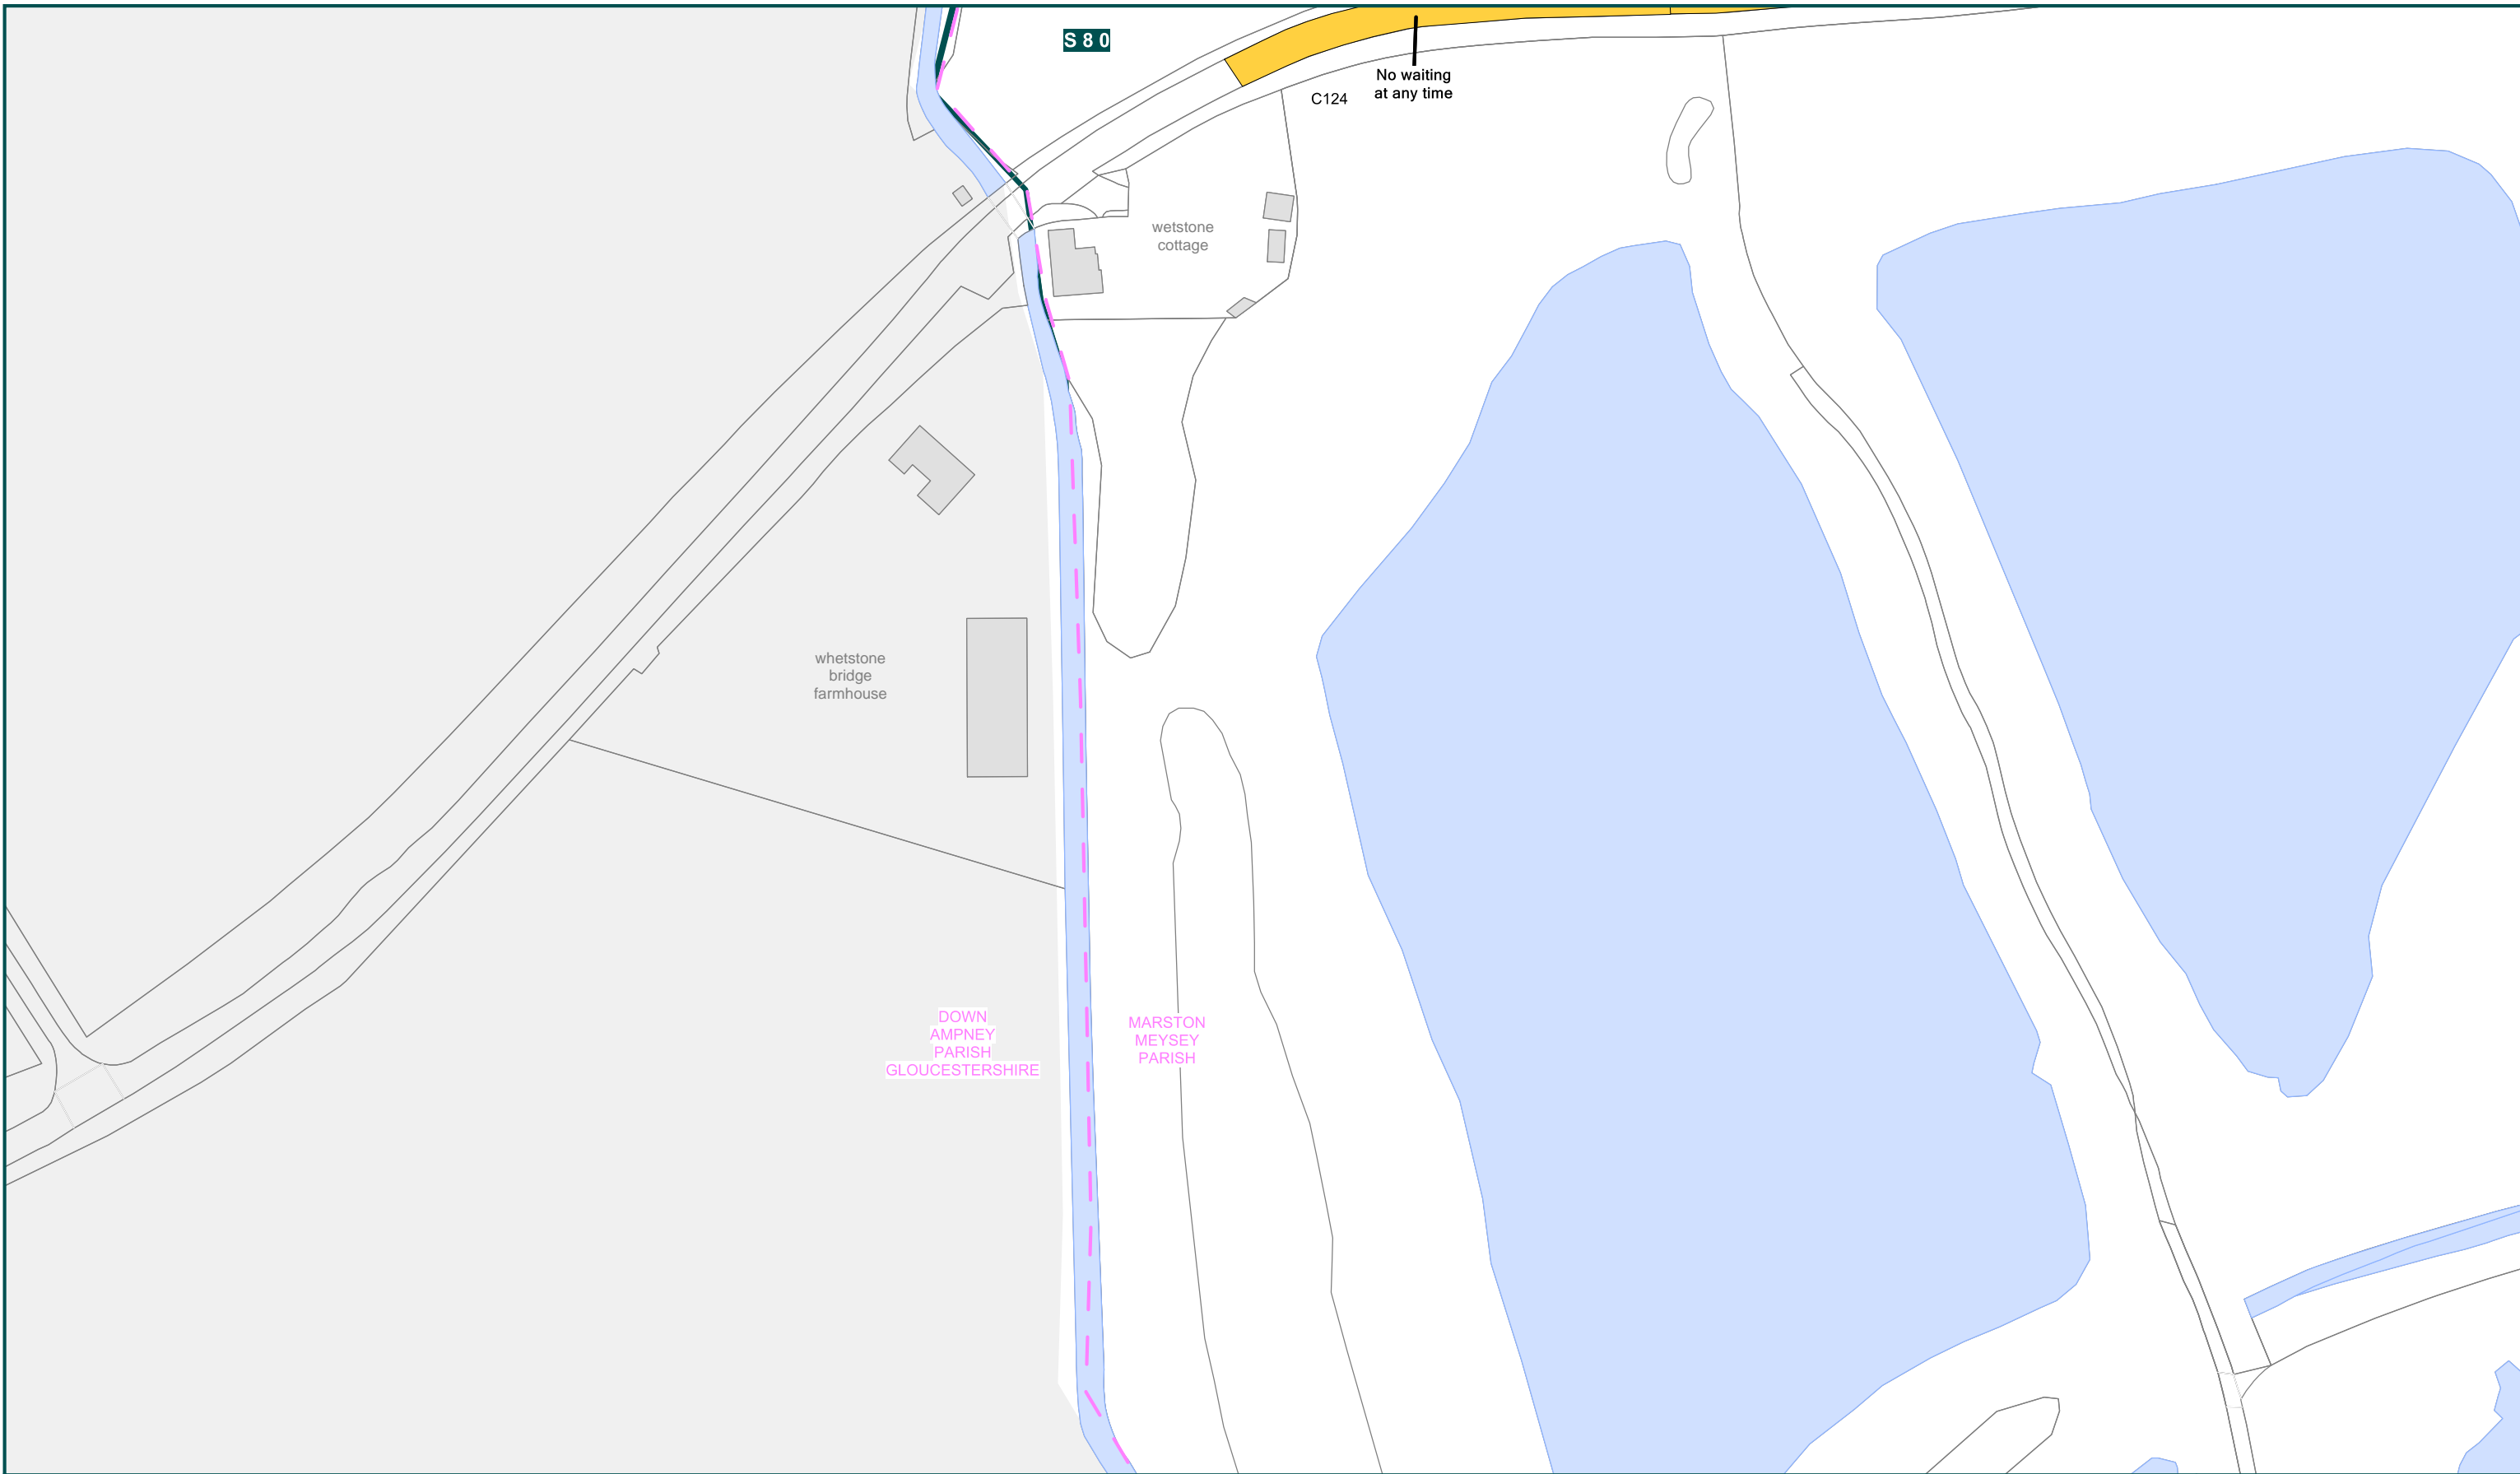 S 8 0
No waiting
at any time
C124
wetstone
cottage
whetstone
bridge
farmhouse
DOWN
AMPNEY
PARISH
GLOUCESTERSHIRE
MARSTON
MEYSEY
PARISH